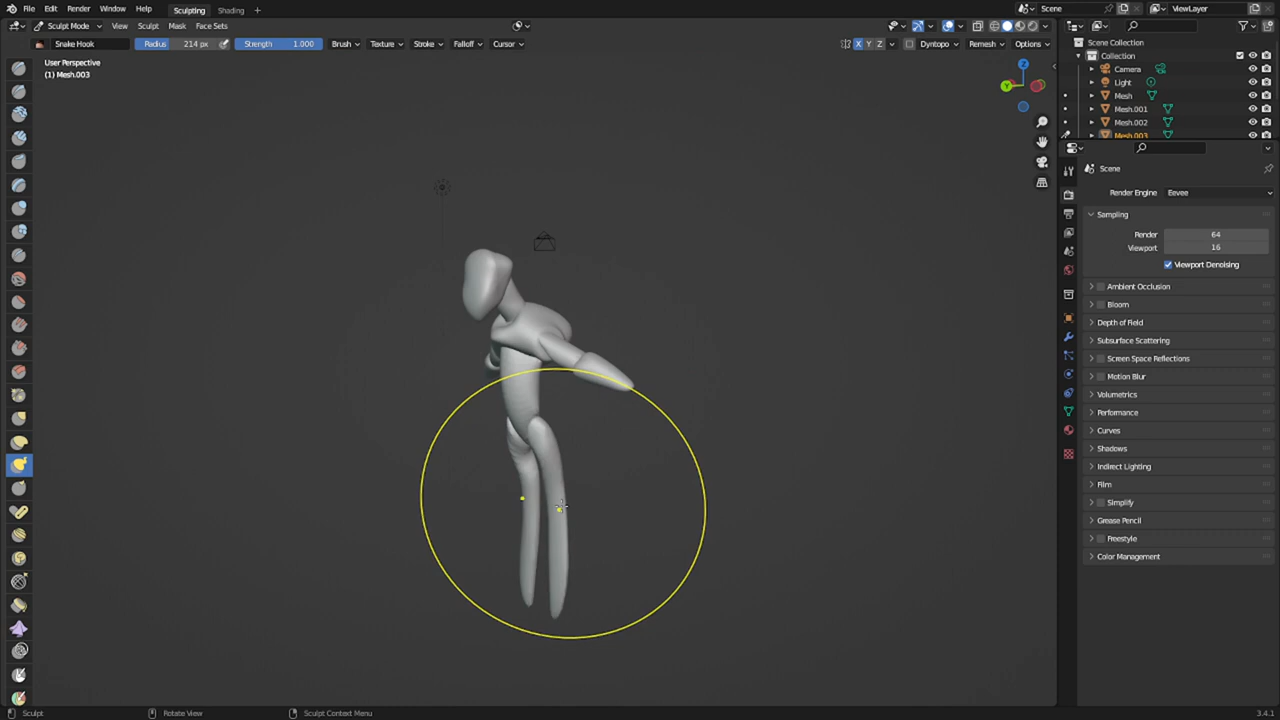 File Edit Render Window Help Sculpting Shading + Scene ViewLayer
Sculpt Mode View Sculpt Mask Face Sets
Snake Hook Radius 214 px Strength 1.000 Brush Texture Stroke Falloff Cursor X Y Z Dyntopo Remesh Options
User Perspective
(1) Mesh.003
Z
Y
Scene Collection
Collection
Camera
Light
Mesh
Mesh.001
Mesh.002
Mesh.003
Scene
Render Engine Eevee
Sampling
Render 64
Viewport 16
Viewport Denoising
Ambient Occlusion
Bloom
Depth of Field
Subsurface Scattering
Screen Space Reflections
Motion Blur
Volumetrics
Performance
Curves
Shadows
Indirect Lighting
Film
Simplify
Grease Pencil
Freestyle
Color Management
Sculpt Rotate View Sculpt Context Menu 3.4.1